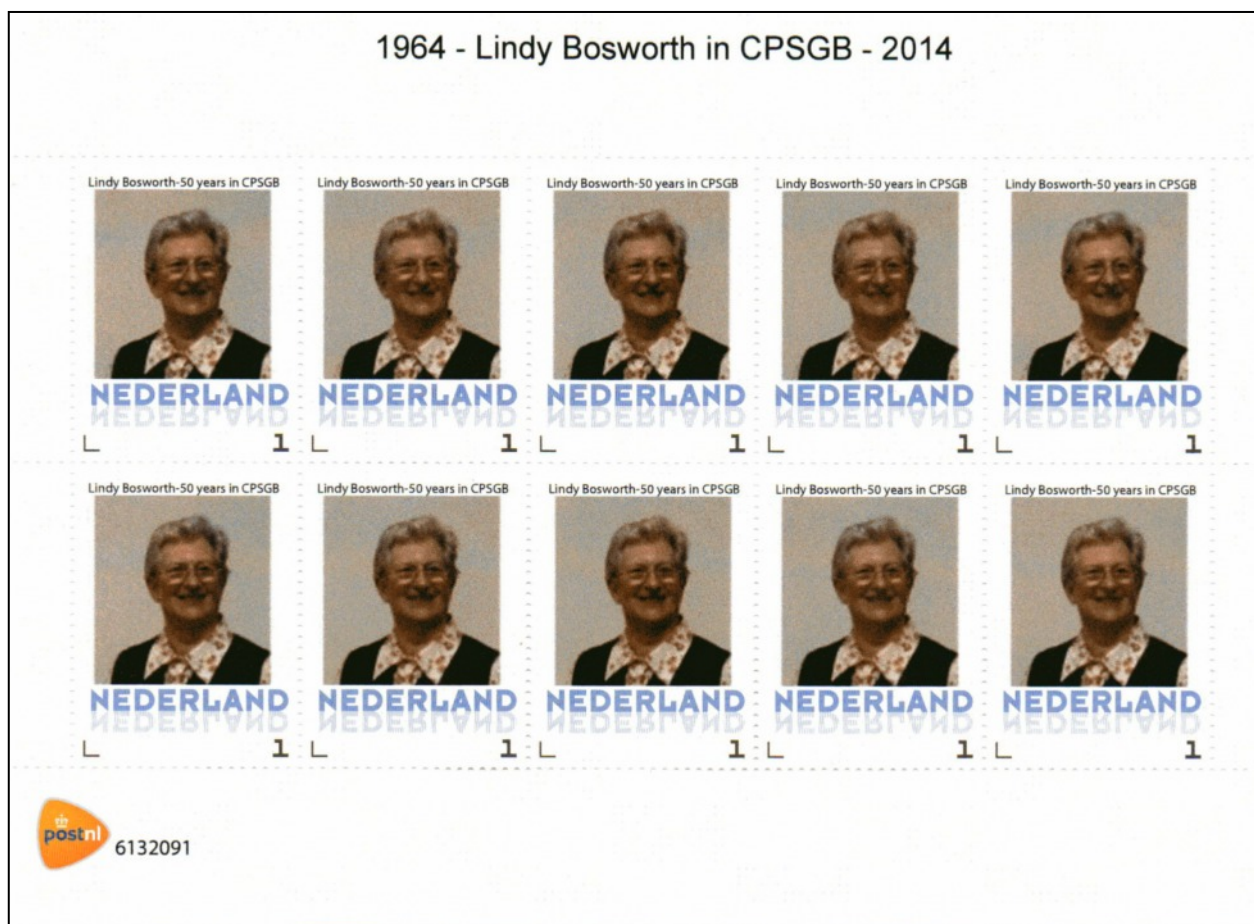 1964 - Lindy Bosworth in CPSGB - 2014
Lindy Bosworth-50 years in CPSGB Lindy Bosworth-50 years in CPSGB Lindy Bosworth-50 years in CPSGB Lindy Bosworth-50 years in CPSGB Lindy Bosworth-50 years in CPSGB
NEDERLAND NEDERLAND NEDERLAND NEDERLAND NEDERLAND
1 1 1 1 1
Lindy Bosworth-50 years in CPSGB Lindy Bosworth-50 years in CPSGB Lindy Bosworth-50 years in CPSGB Lindy Bosworth-50 years in CPSGB Lindy Bosworth-50 years in CPSGB
NEDERLAND NEDERLAND NEDERLAND NEDERLAND NEDERLAND
1 1 1 1 1
postnl 6132091